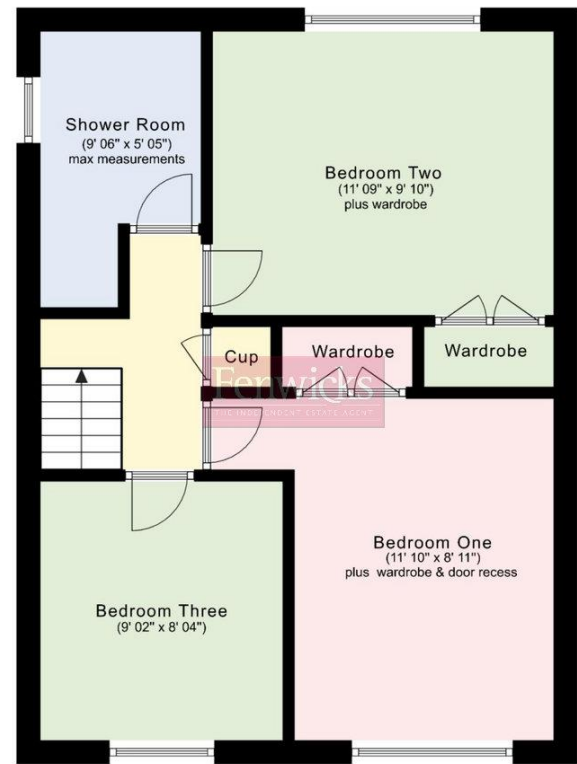 Shower Room
(9' 06" x 5' 05")
max measurements
Bedroom Two
(11' 09" x 9' 10")
plus wardrobe
Cup
Wardrobe
Wardrobe
Fenwicks
THE INDEPENDENT ESTATE AGENT
Bedroom One
(11' 10" x 8' 11")
plus wardrobe & door recess
Bedroom Three
(9' 02" x 8' 04")